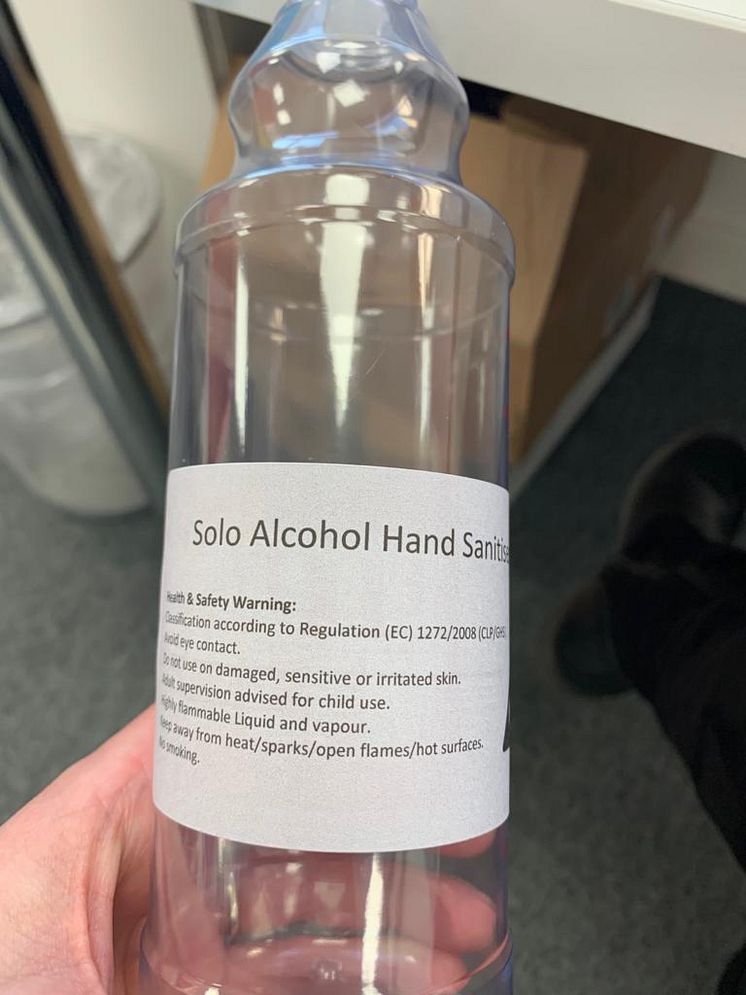 Solo Alcohol Hand Sanitise
Health & Safety Warning:
Classification according to Regulation (EC) 1272/2008 (CLP/GHS)
Avoid eye contact.
Do not use on damaged, sensitive or irritated skin.
Adult supervision advised for child use.
Highly flammable Liquid and vapour.
Keep away from heat/sparks/open flames/hot surfaces.
No smoking.